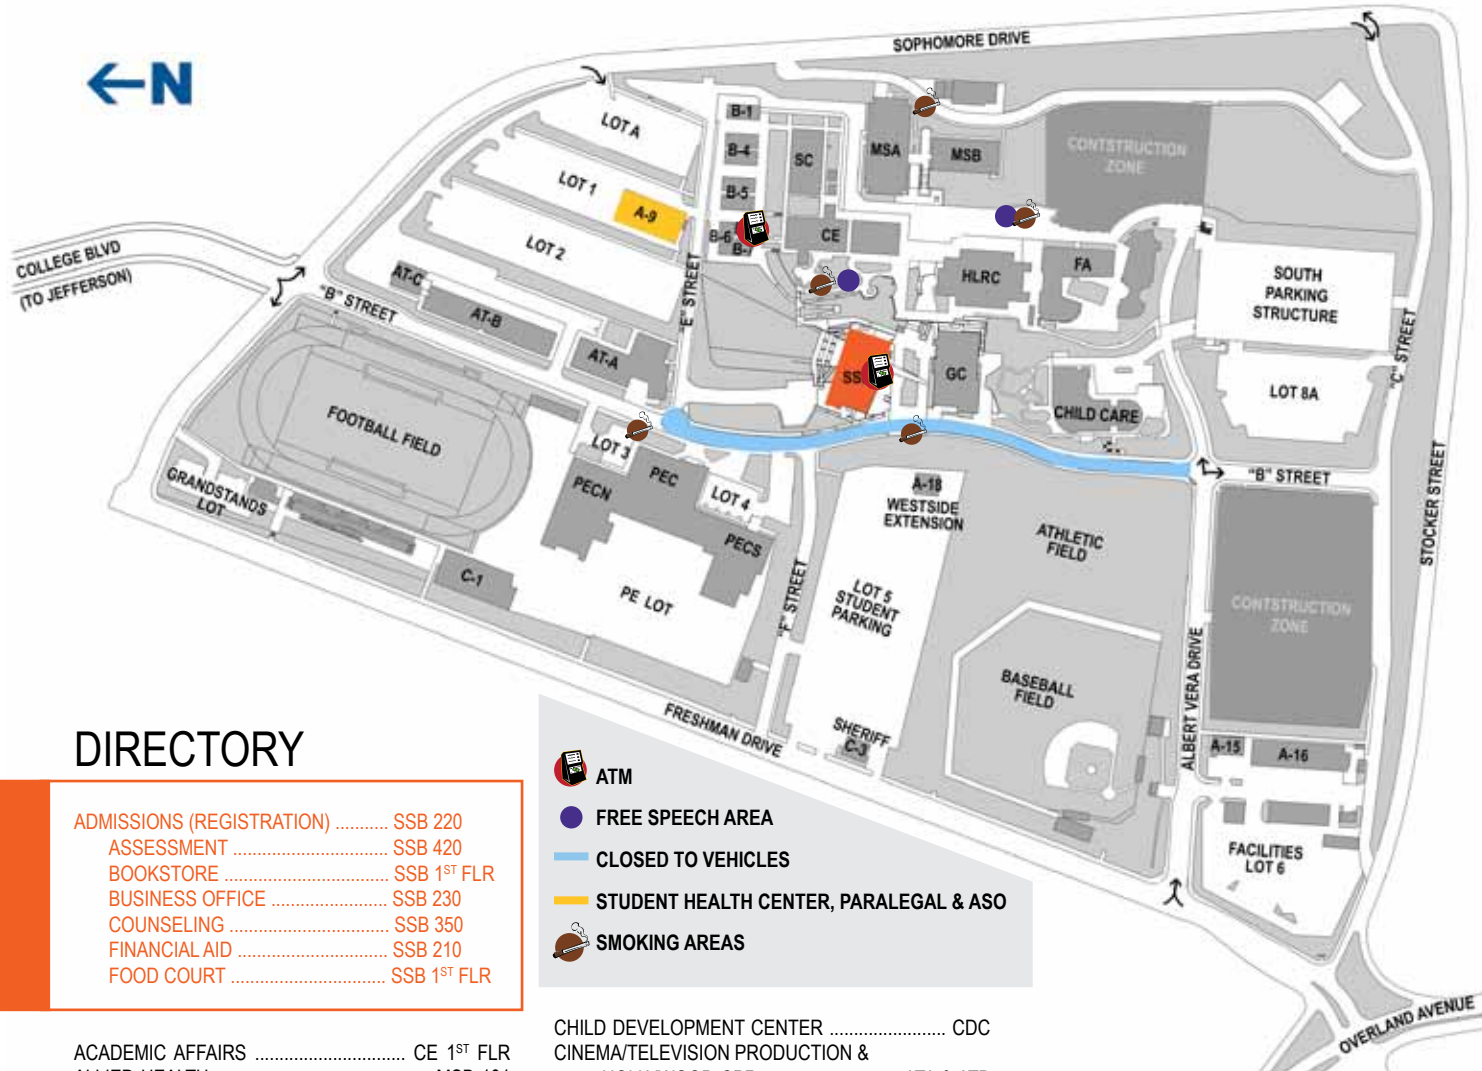 SOPHOMORE DRIVE
N
LOT A
B-1
B-4
SC
MSA
MSB
CONTSTRUCTION
ZONE
LOT 1
A-9
B-5
B-6
B-7
CE
LOT 2
COLLEGE BLVD
(TO JEFFERSON)
"B" STREET
AT-C
AT-B
AT-A
"E" STREET
HLRC
FA
SOUTH
PARKING
STRUCTURE
"C" STREET
SS
GC
CHILD CARE
LOT 8A
FOOTBALL FIELD
GRANDSTANDS
LOT
LOT 3
PECN
PEC
LOT 4
PECS
A-18
WESTSIDE
EXTENSION
ATHLETIC
FIELD
"B" STREET
STOCKER STREET
C-1
PE LOT
"F" STREET
LOT 5
STUDENT
PARKING
CONTSTRUCTION
ZONE
BASEBALL
FIELD
ALBERT VERA DRIVE
FRESHMAN DRIVE
SHERIFF
C-3
A-15
A-16
FACILITIES
LOT 6
OVERLAND AVENUE
DIRECTORY
ADMISSIONS (REGISTRATION) ........... SSB 220
ASSESSMENT ................................ SSB 420
BOOKSTORE .................................. SSB 1ST FLR
BUSINESS OFFICE ........................ SSB 230
COUNSELING ................................. SSB 350
FINANCIAL AID ............................... SSB 210
FOOD COURT ................................ SSB 1ST FLR
ACADEMIC AFFAIRS ............................... CE 1ST FLR
ATM
FREE SPEECH AREA
CLOSED TO VEHICLES
STUDENT HEALTH CENTER, PARALEGAL & ASO
SMOKING AREAS
CHILD DEVELOPMENT CENTER ........................ CDC
CINEMA/TELEVISION PRODUCTION &